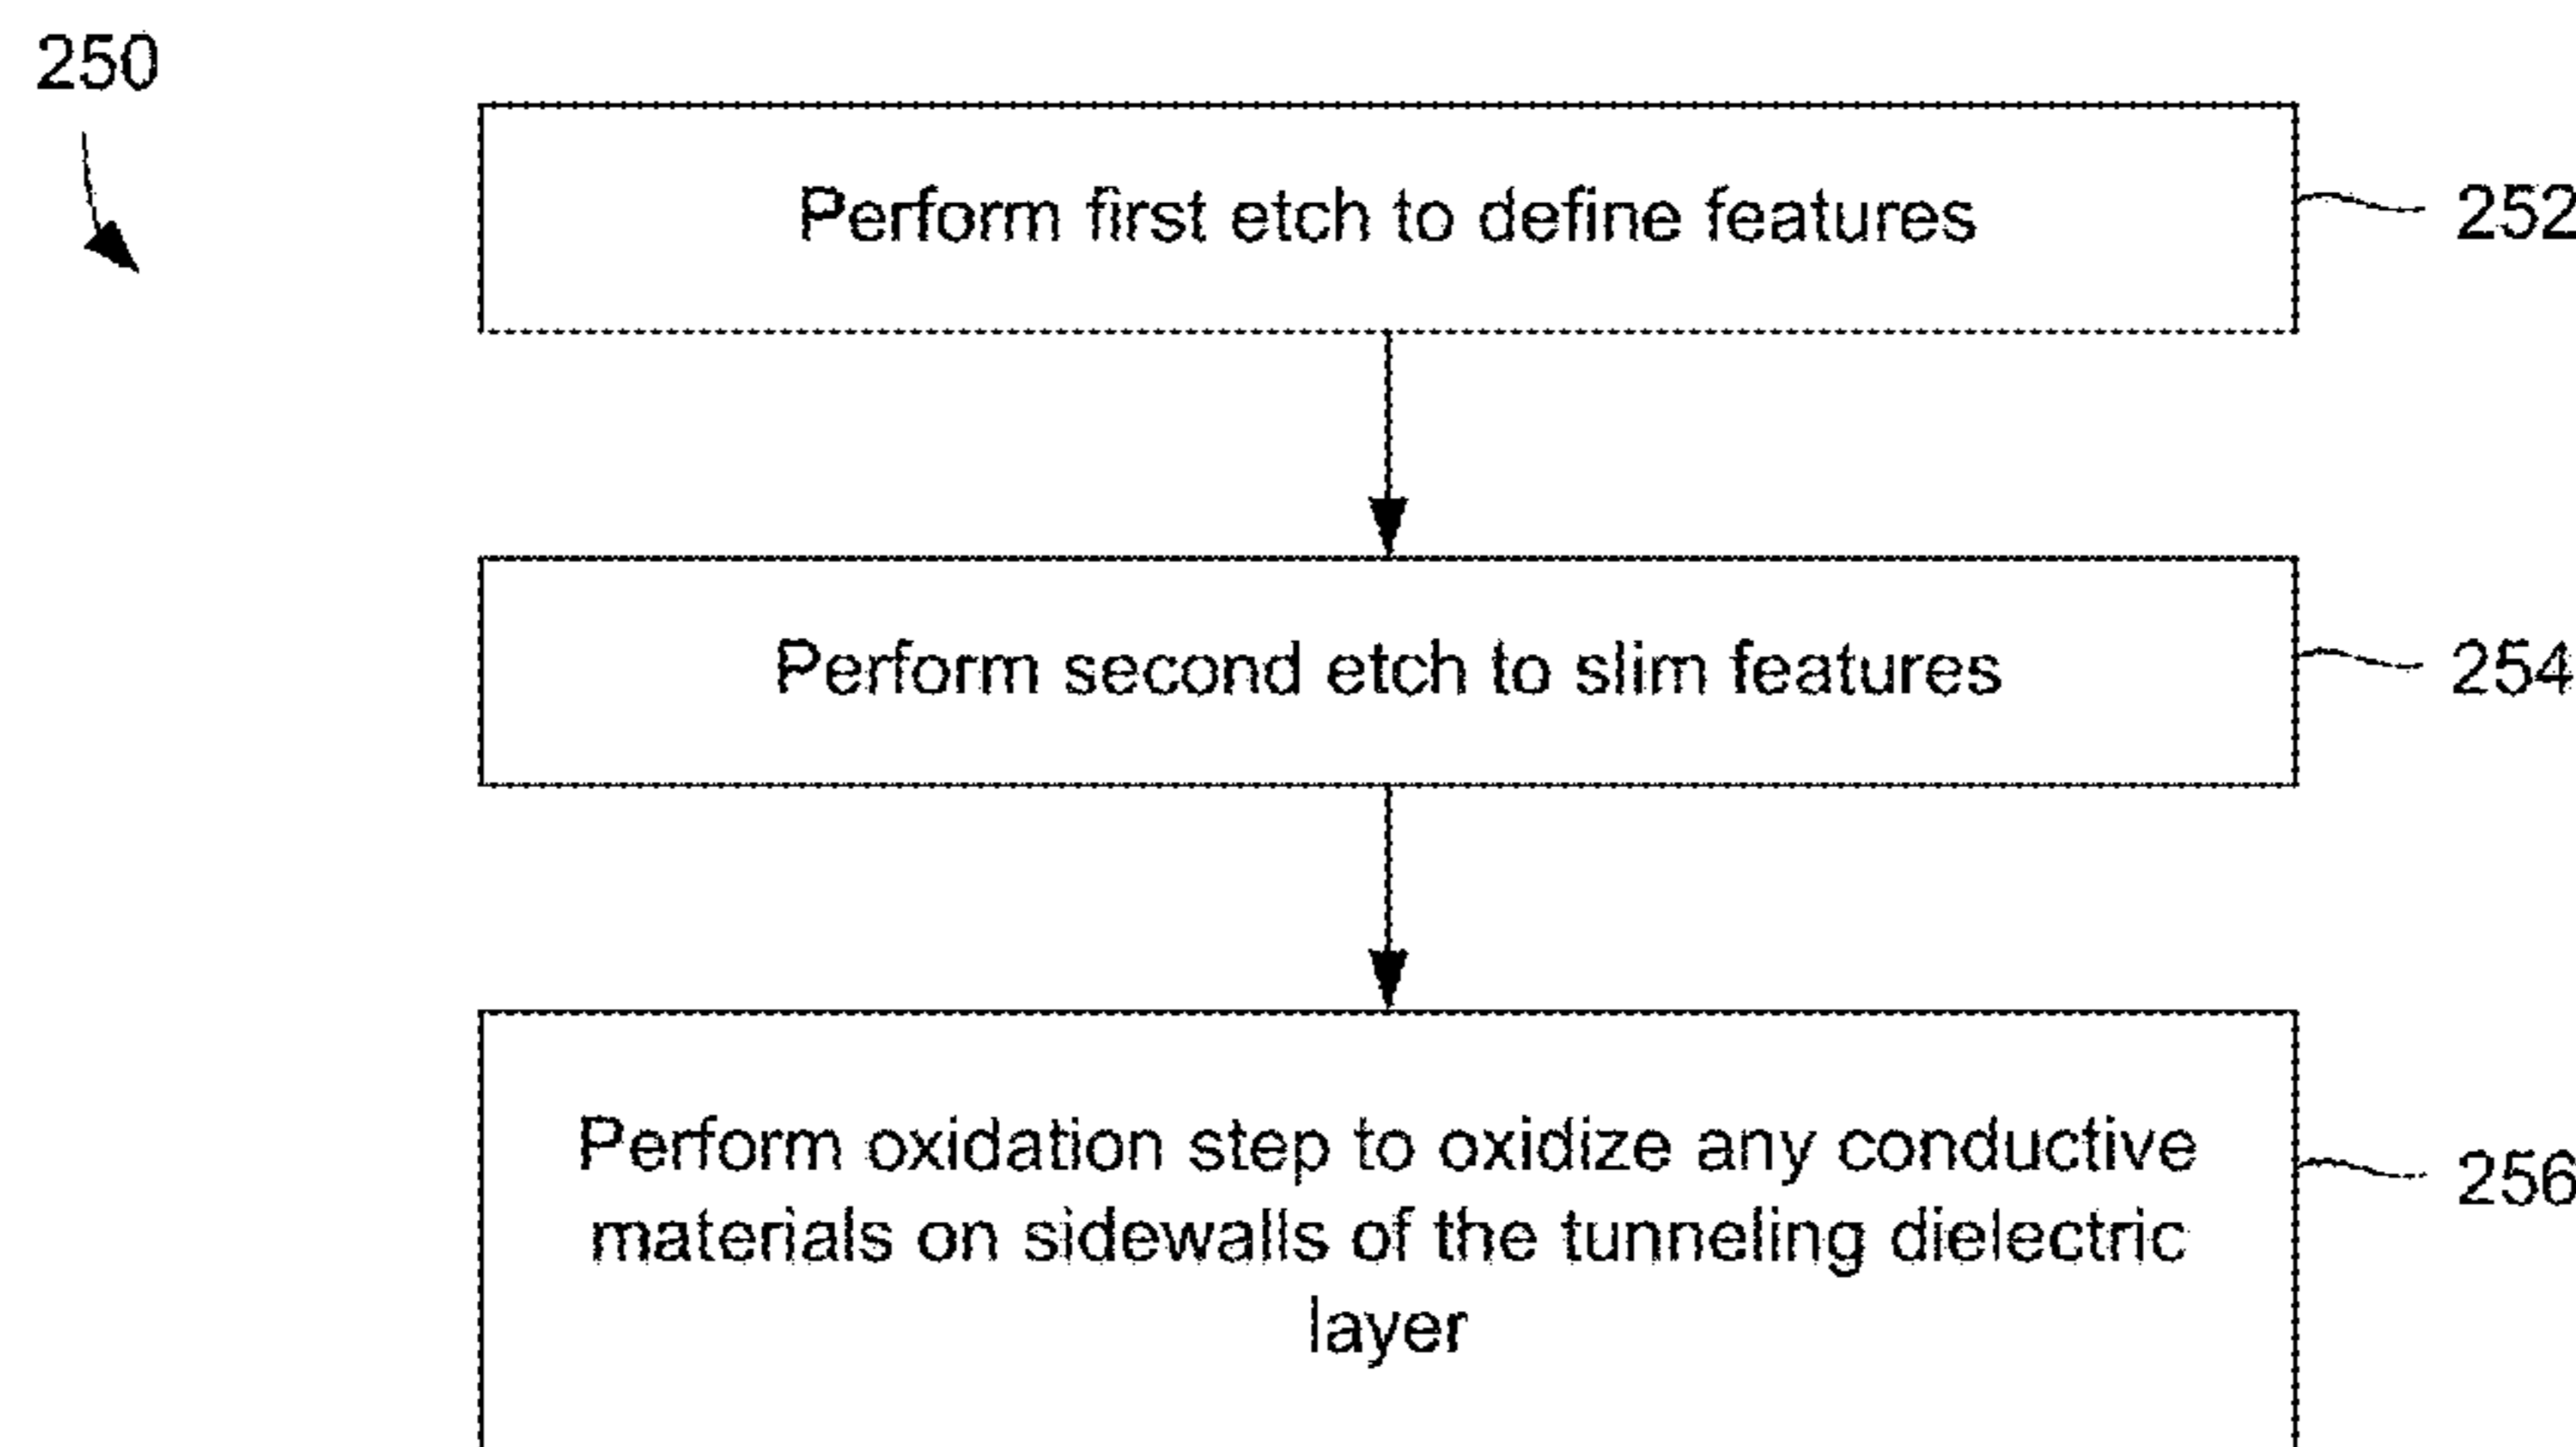 250
Perform first etch to define features
252
Perform second etch to slim features
254
Perform oxidation step to oxidize any conductive
materials on sidewalls of the tunneling dielectric
layer
256